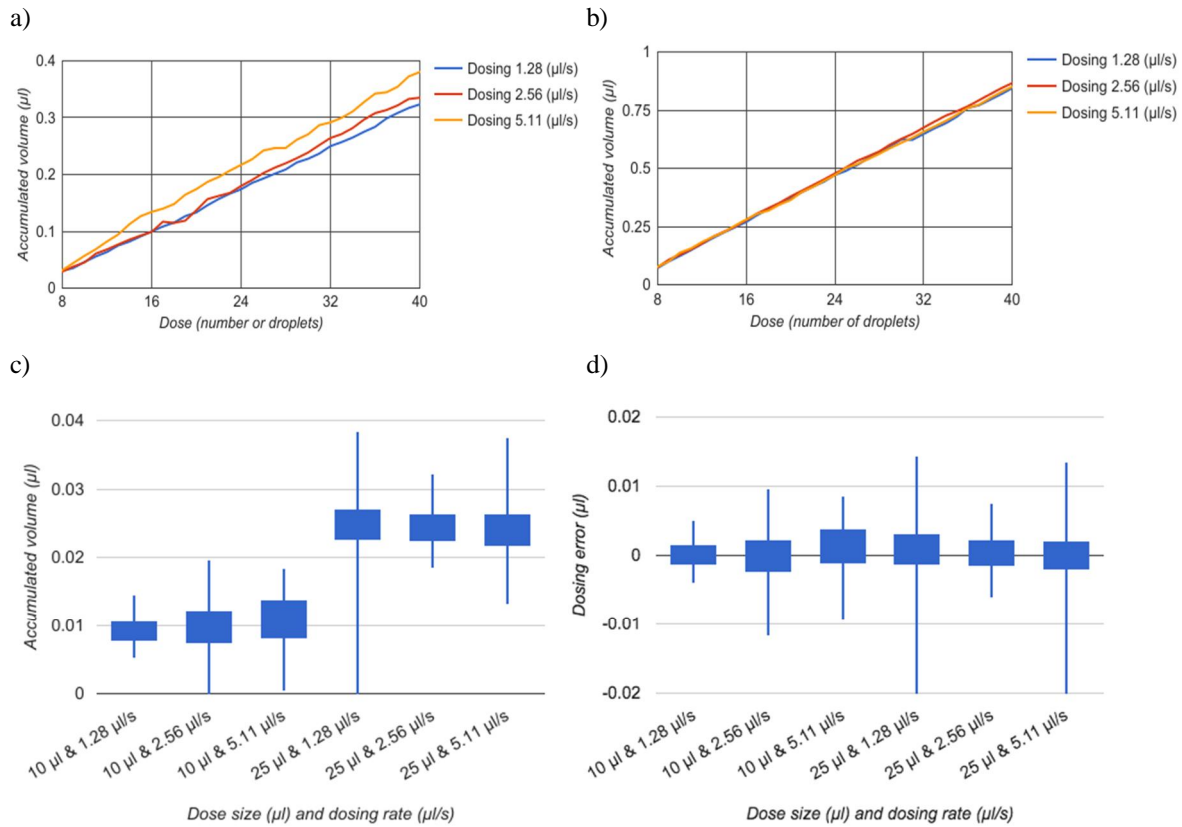 a)
Accumulated volume (µl)
0.4
0.3
0.2
0.1
0
8
16
24
32
40
Dose (number or droplets)
Dosing 1.28 (µl/s)
Dosing 2.56 (µl/s)
Dosing 5.11 (µl/s)
b)
Accumulated volume (µl)
1
0.75
0.5
0.25
0
8
16
24
32
40
Dose (number of droplets)
Dosing 1.28 (µl/s)
Dosing 2.56 (µl/s)
Dosing 5.11 (µl/s)
c)
Accumulated volume (µl)
0.04
0.03
0.02
0.01
0
10 µl & 1.28 µl/s
10 µl & 2.56 µl/s
10 µl & 5.11 µl/s
25 µl & 1.28 µl/s
25 µl & 2.56 µl/s
25 µl & 5.11 µl/s
Dose size (µl) and dosing rate (µl/s)
d)
Dosing error (µl)
0.02
0.01
0
-0.01
-0.02
10 µl & 1.28 µl/s
10 µl & 2.56 µl/s
10 µl & 5.11 µl/s
25 µl & 1.28 µl/s
25 µl & 2.56 µl/s
25 µl & 5.11 µl/s
Dose size (µl) and dosing rate (µl/s)